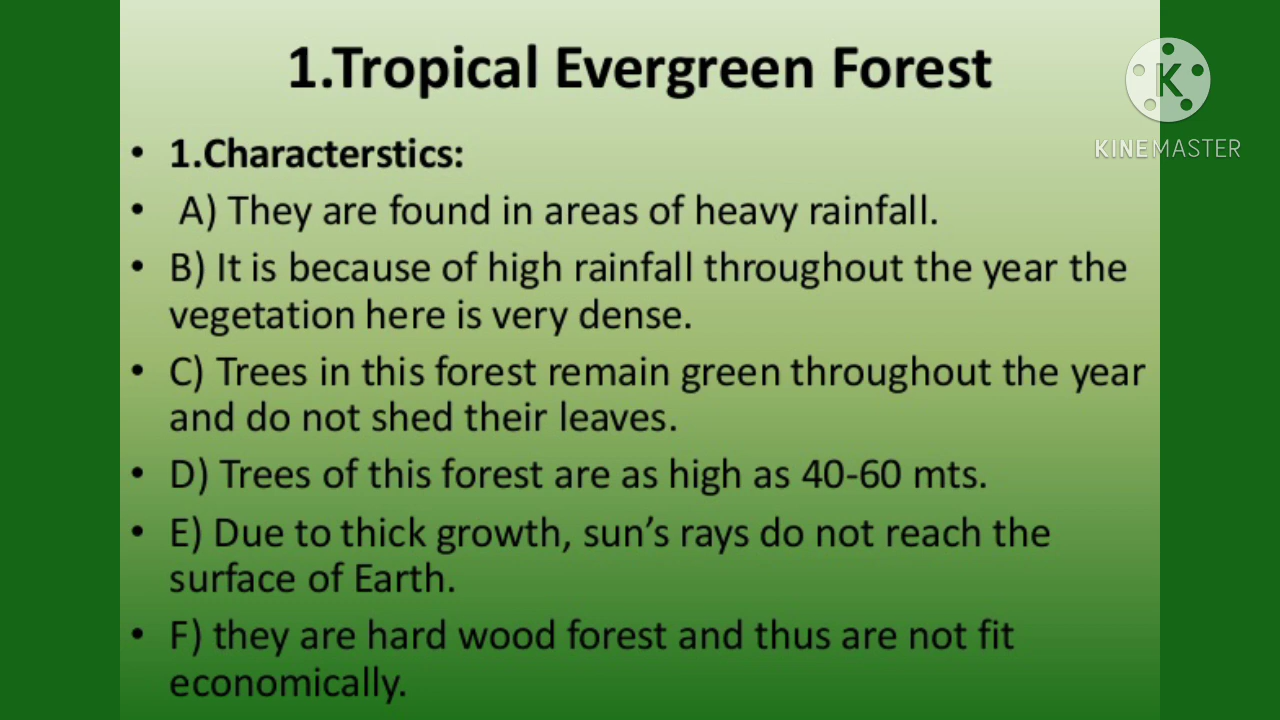 1.Tropical Evergreen Forest
K
KINEMASTER
• 1.Characterstics:
• A) They are found in areas of heavy rainfall.
• B) It is because of high rainfall throughout the year the
vegetation here is very dense.
• C) Trees in this forest remain green throughout the year
and do not shed their leaves.
• D) Trees of this forest are as high as 40-60 mts.
• E) Due to thick growth, sun's rays do not reach the
surface of Earth.
• F) they are hard wood forest and thus are not fit
economically.